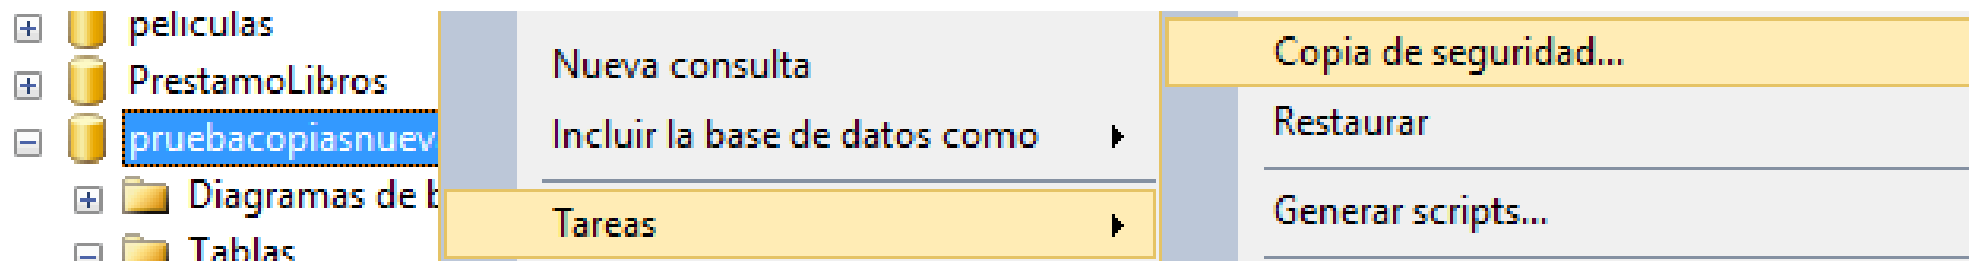 peliculas
PrestamoLibros
pruebacopiasnuev
Diagramas de b
Tablas
Nueva consulta
Incluir la base de datos como
Tareas
Copia de seguridad...
Restaurar
Generar scripts...